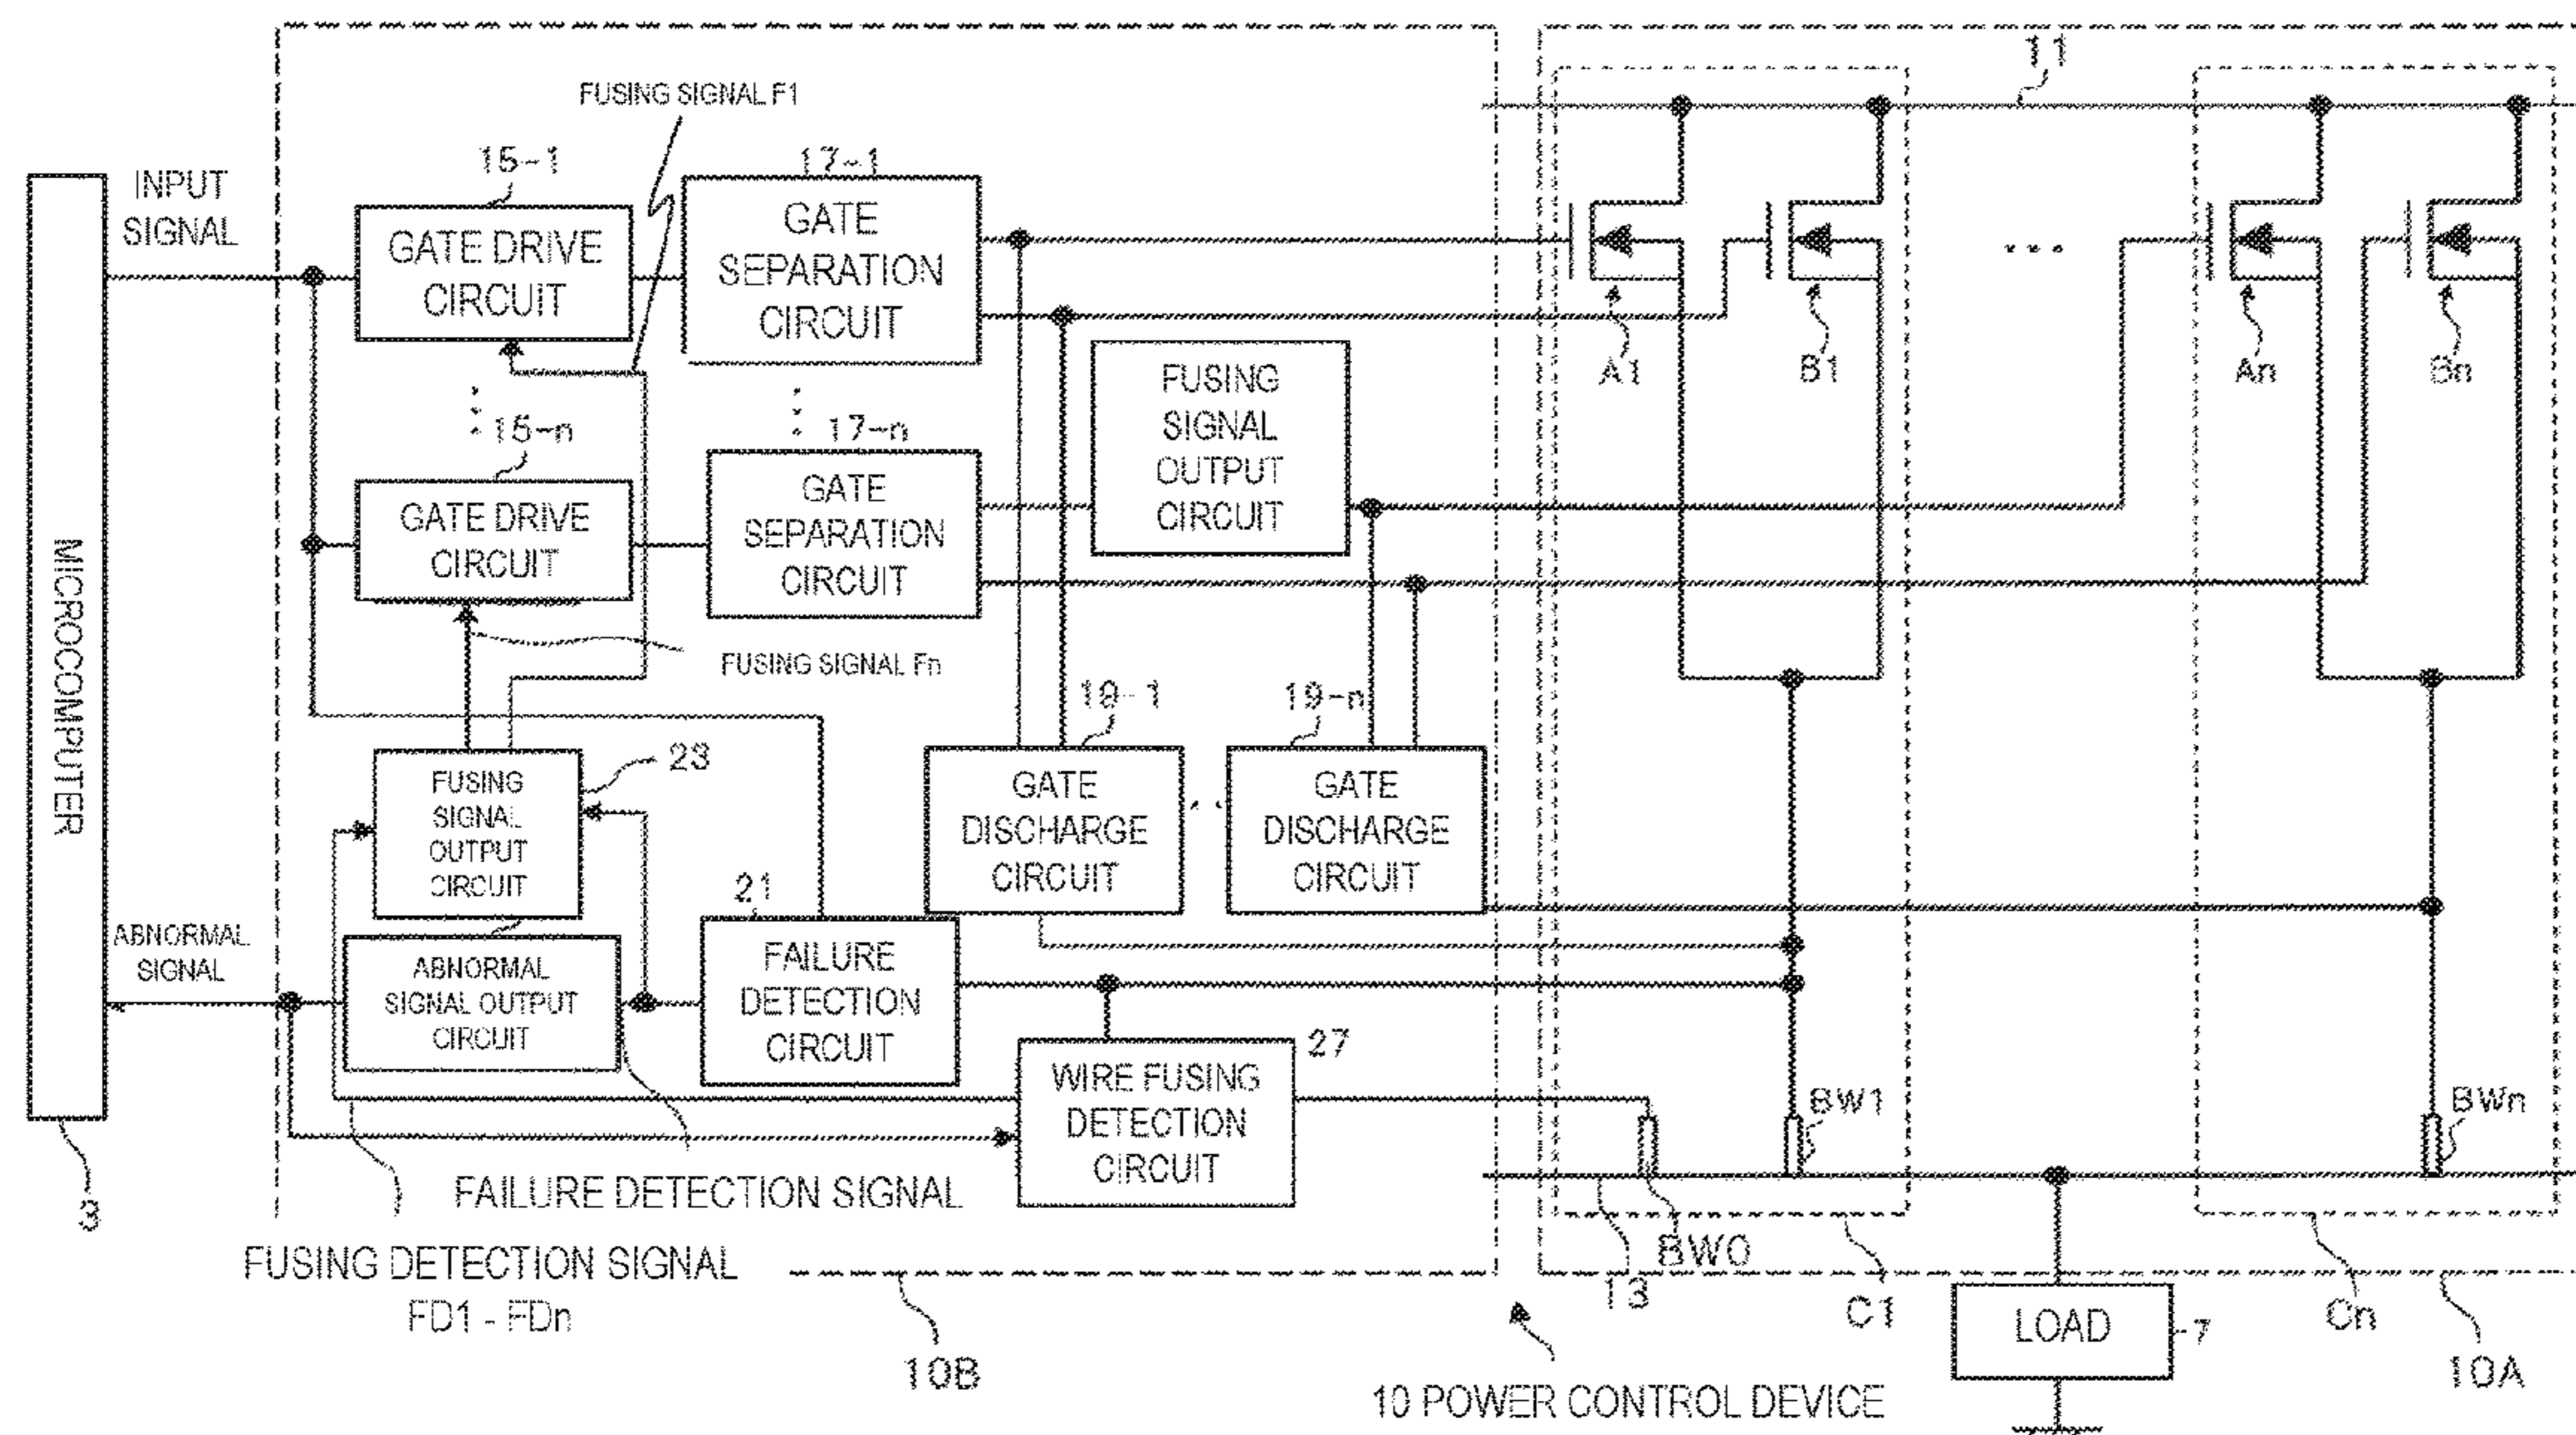 11
FUSING SIGNAL F1
15-1
17-1
INPUT
SIGNAL
GATE DRIVE
CIRCUIT
GATE
SEPARATION
CIRCUIT
A1
B1
An
Bn
15-n
17-n
FUSING
SIGNAL
OUTPUT
CIRCUIT
GATE DRIVE
CIRCUIT
GATE
SEPARATION
CIRCUIT
MICROCOMPUTER
FUSING SIGNAL Fn
19-1
19-n
23
FUSING
SIGNAL
OUTPUT
CIRCUIT
GATE
DISCHARGE
CIRCUIT
GATE
DISCHARGE
CIRCUIT
21
ABNORMAL
SIGNAL
ABNORMAL
SIGNAL OUTPUT
CIRCUIT
FAILURE
DETECTION
CIRCUIT
27
WIRE FUSING
DETECTION
CIRCUIT
BW1
BWn
3
FAILURE DETECTION SIGNAL
FUSING DETECTION SIGNAL
FD1 - FDn
BW0
13
C1
LOAD
7
Cn
10B
10A
10 POWER CONTROL DEVICE